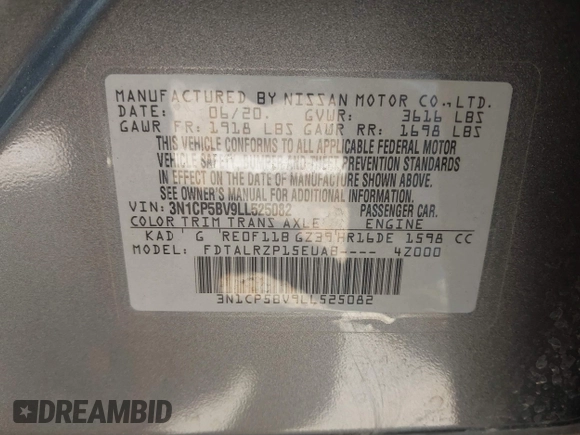 MANUFACTURED BY NISSAN MOTOR CO., LTD.
DATE: 06/20. GVWR: 3616 LBS
GAWR FR: 1918 LBS GAWR RR: 1698 LBS
THIS VEHICLE CONFORMS TO ALL APPLICABLE FEDERAL MOTOR
VEHICLE SAFETY, BUMPER AND THEFT PREVENTION STANDARDS
IN EFFECT ON THE DATE OF MANUFACTURE SHOWN ABOVE.
SEE OWNER'S MANUAL FOR MORE INFORMATION.
VIN: 3N1CP5BV9LL525082 PASSENGER CAR.
COLOR TRIM TRANS AXLE ENGINE
KAD G RE0F11B GZ39 HR16DE 1598 CC
MODEL: FDTALRZP15EUAB---- 4Z000
3N1CP5BV9LL525082
DREAMBID